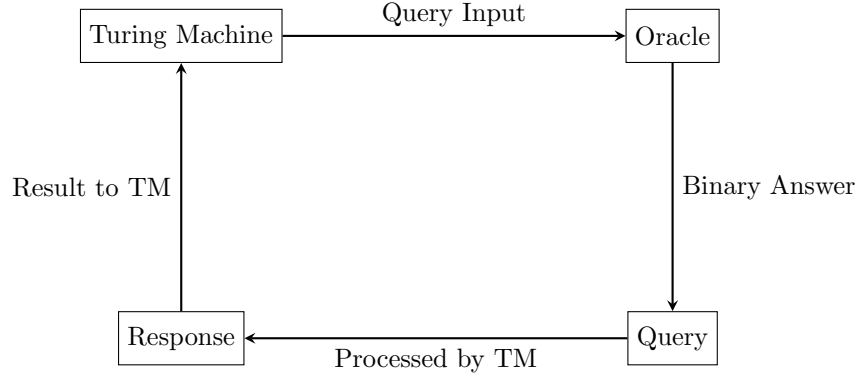 Query Input
Turing Machine
Oracle
Result to TM
Binary Answer
Response
Query
Processed by TM